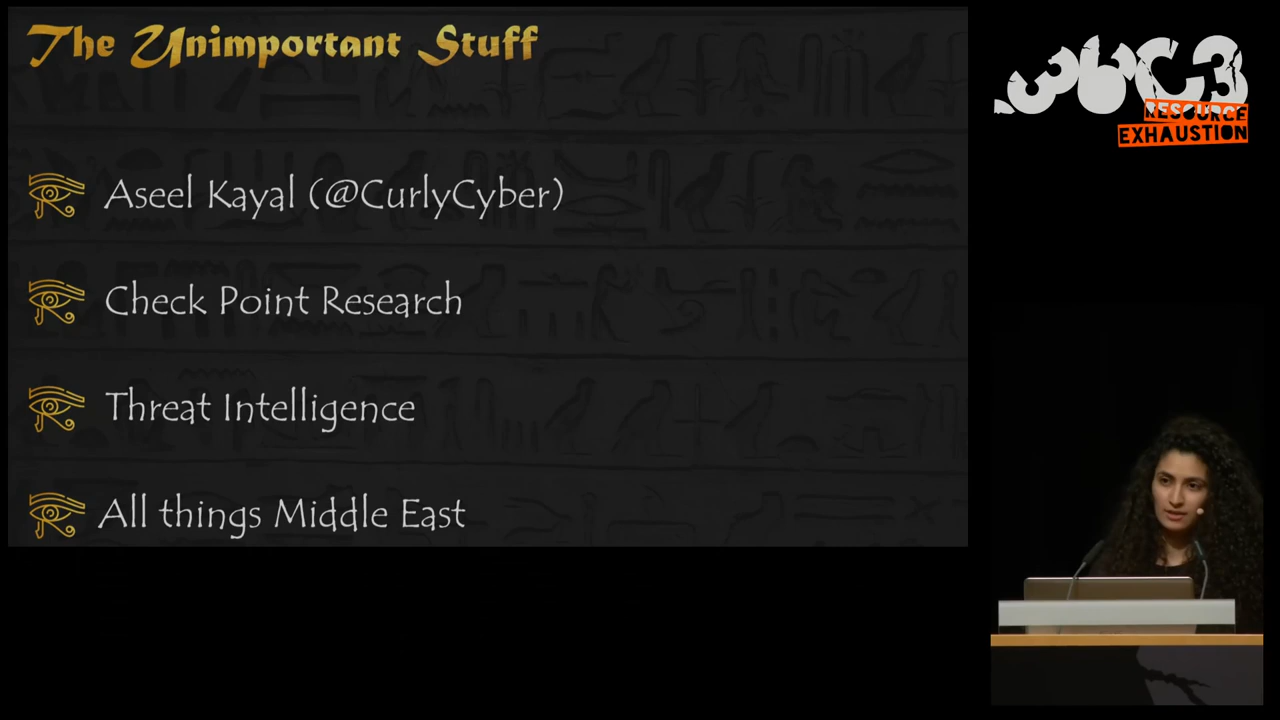 The Unimportant Stuff
Aseel Kayal (@CurlyCyber)
Check Point Research
Threat Intelligence
All things Middle East
36C3
RESOURCE
EXHAUSTION